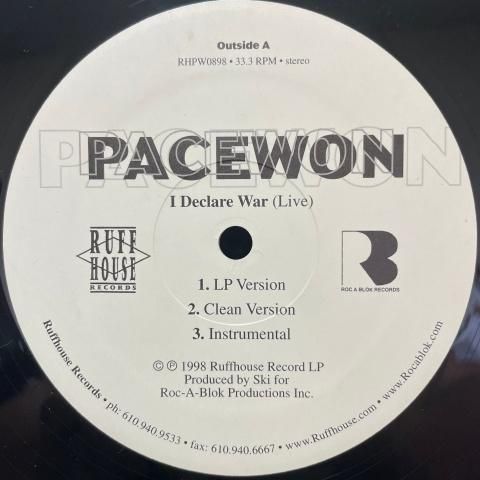 Outside A
RHPW0898 • 33.3 RPM • stereo
PACEWON
PACEWON
I Declare War (Live)
RUFF
HOUSE
RECORDS
ROC A BLOK RECORDS
1. LP Version
2. Clean Version
3. Instrumental
© ℗ 1998 Ruffhouse Record LP
Produced by Ski for
Roc-A-Blok Productions Inc.
Ruffhouse Records • ph: 610.940.9533 • fax: 610.940.6667 • www.Ruffhouse.com • www.Rocablok.com